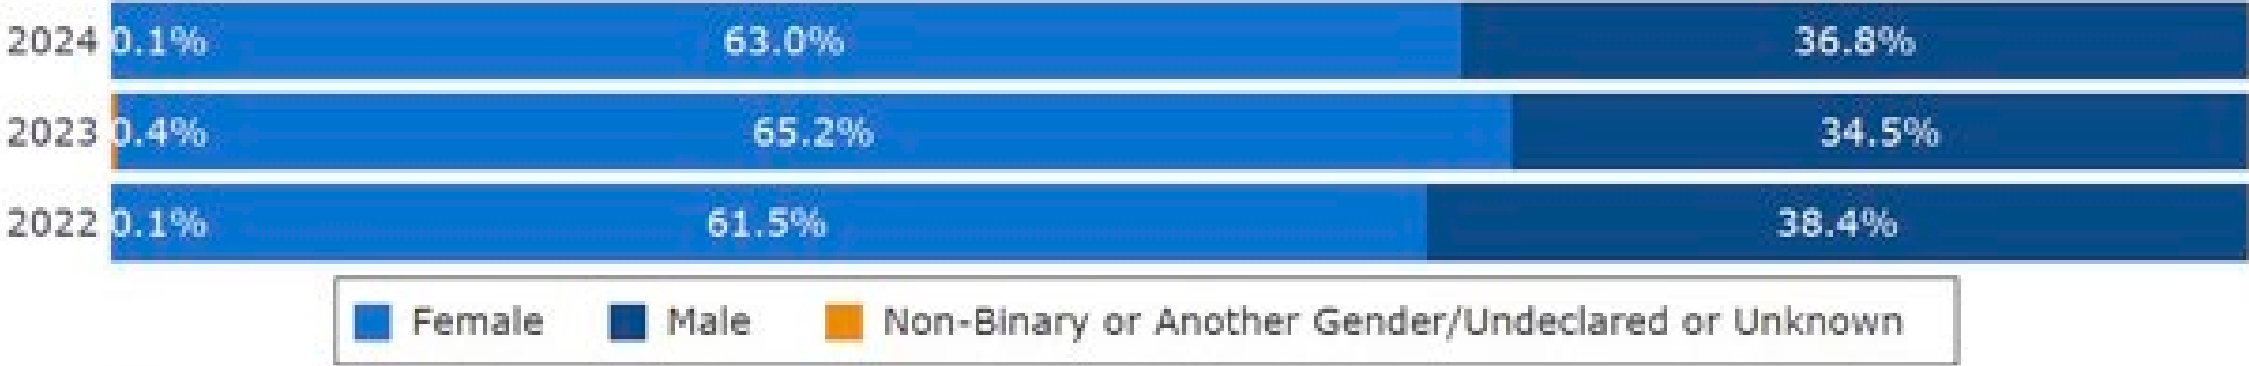 2024 0.1% 63.0% 36.8%
2023 0.4% 65.2% 34.5%
2022 0.1% 61.5% 38.4%
Female Male Non-Binary or Another Gender/Undeclared or Unknown